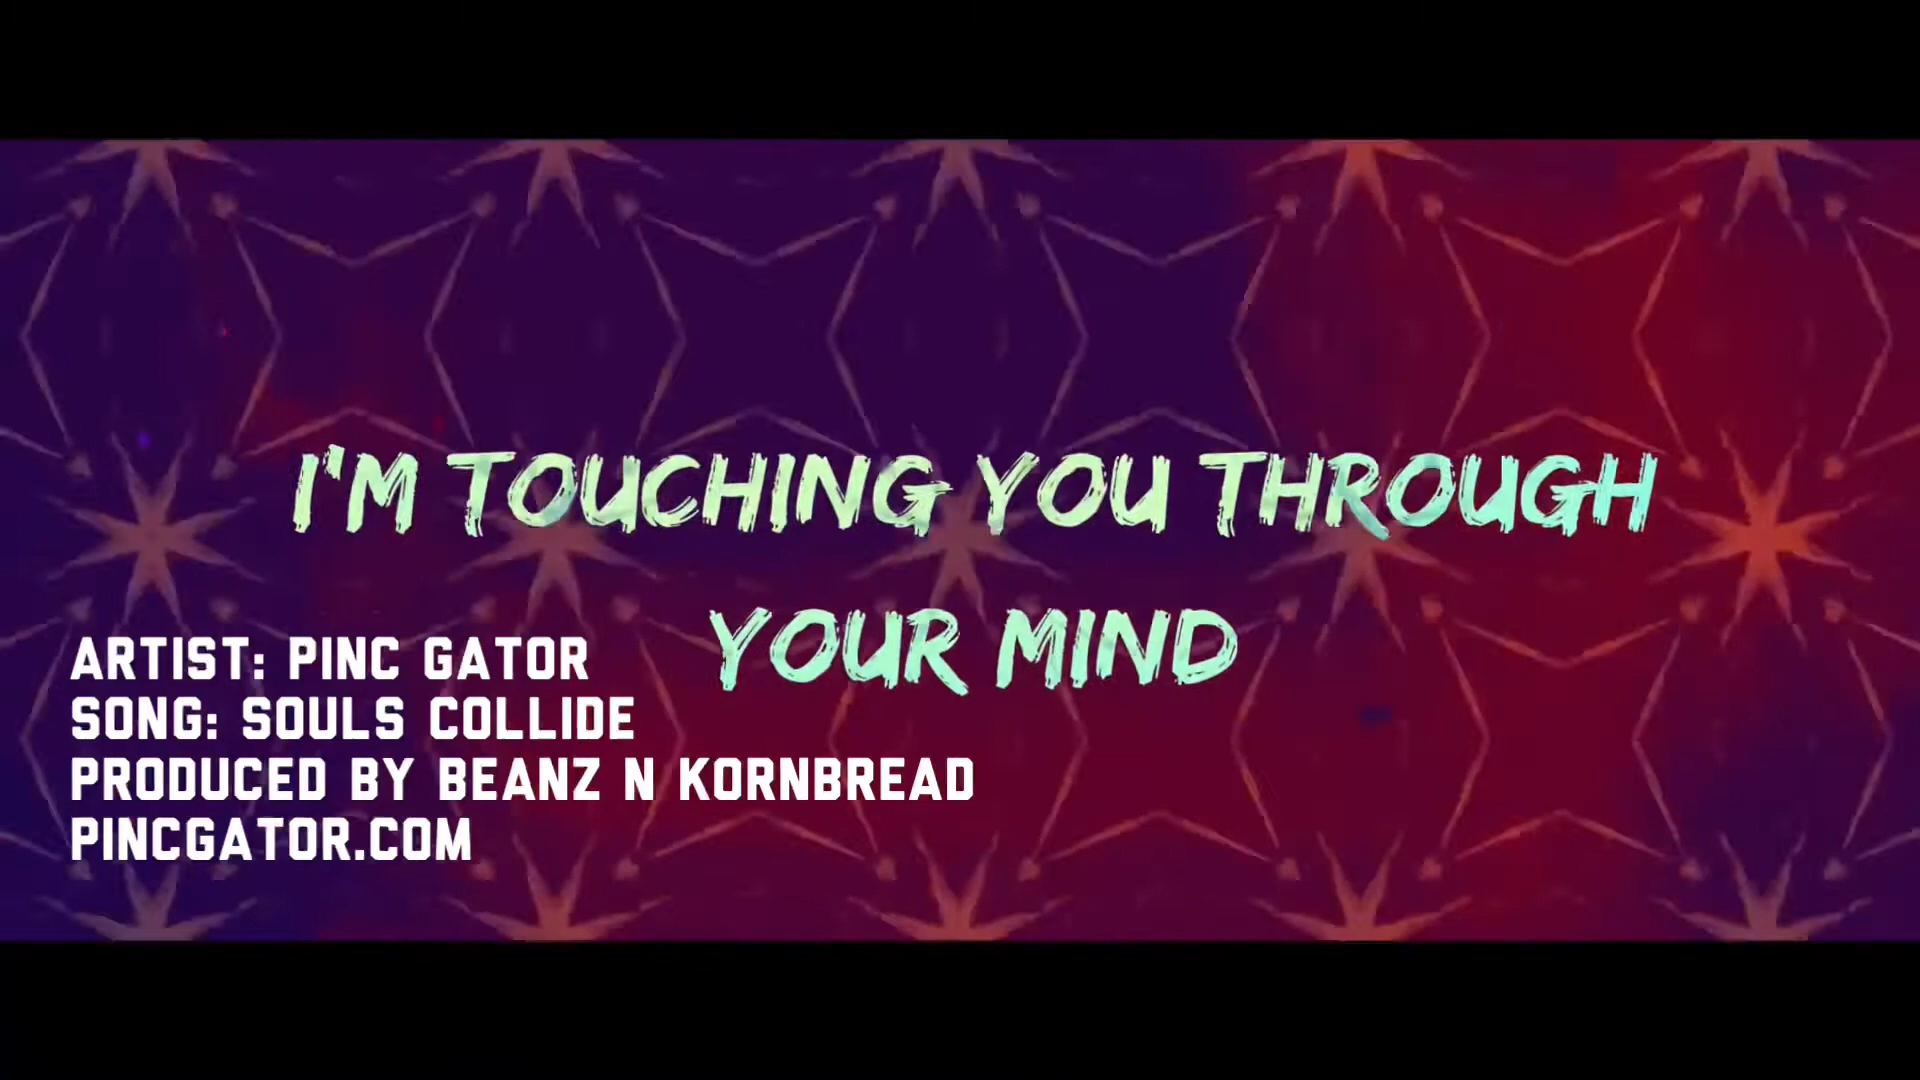 I'M TOUCHING YOU THROUGH
YOUR MIND
ARTIST: PINC GATOR
SONG: SOULS COLLIDE
PRODUCED BY BEANZ N KORNBREAD
PINCGATOR.COM